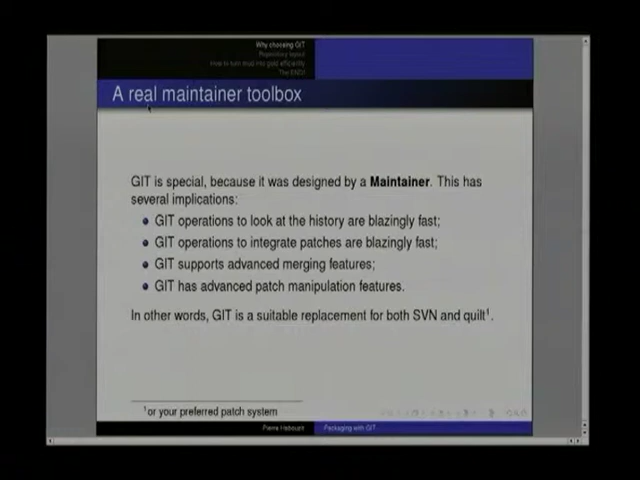 Why choosing GIT
Repository layout
How to turn mud into gold efficiently
The END!
A real maintainer toolbox
GIT is special, because it was designed by a Maintainer. This has
several implications:
GIT operations to look at the history are blazingly fast;
GIT operations to integrate patches are blazingly fast;
GIT supports advanced merging features;
GIT has advanced patch manipulation features.
In other words, GIT is a suitable replacement for both SVN and quilt¹.
¹or your preferred patch system
Pierre Habouzit
Packaging with GIT